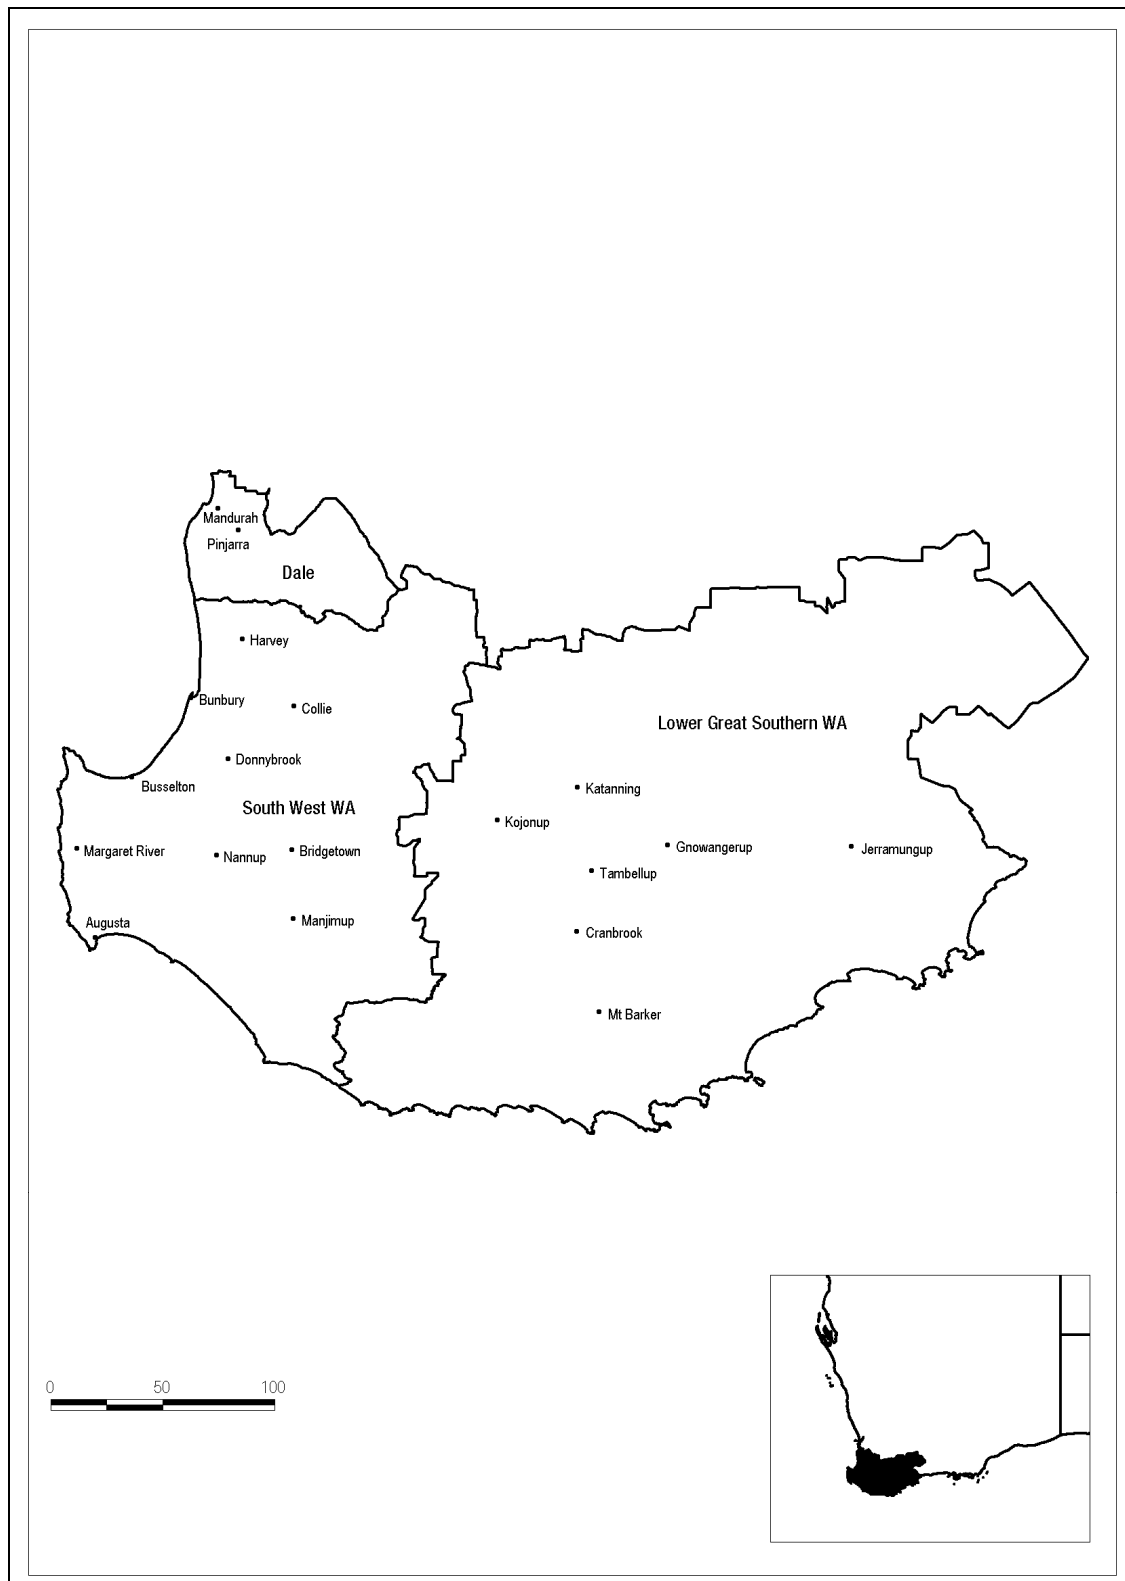 Mandurah
Pinjarra
Dale
Harvey
Bunbury
Collie
Lower Great Southern WA
Donnybrook
Busselton
Katanning
South West WA
Kojonup
Margaret River
Nannup
Bridgetown
Gnowangerup
Jerramungup
Tambellup
Augusta
Manjimup
Cranbrook
Mt Barker
0 50 100